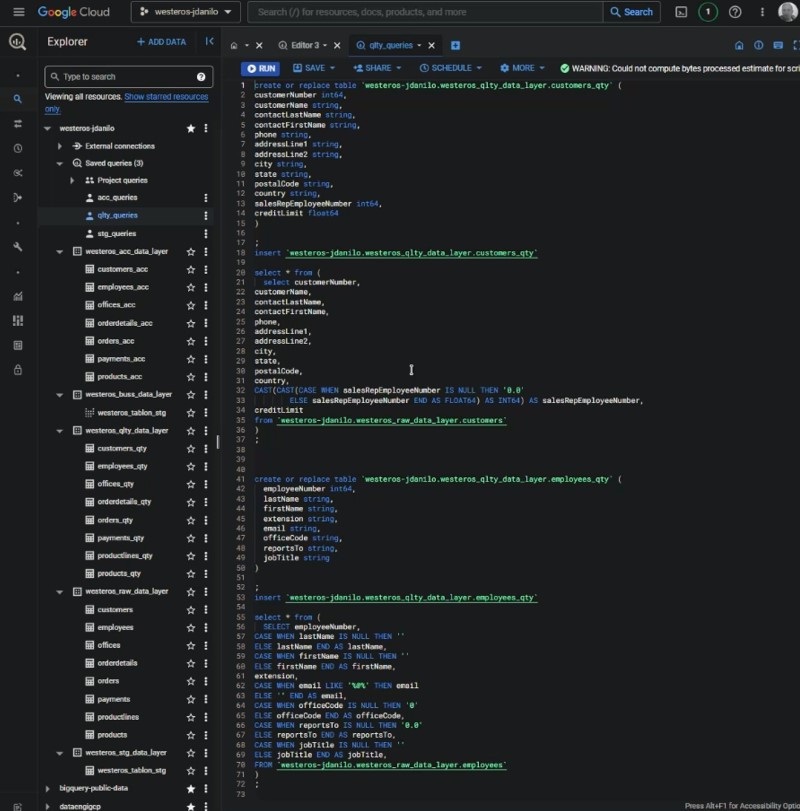 Google Cloud
westeros-jdanilo
Search (/) for resources, docs, products, and more
Search
1
Explorer
+ ADD DATA
Editor 3
qlty_queries
Type to search
Viewing all resources. Show starred resources
only.
RUN
SAVE
SHARE
SCHEDULE
MORE
WARNING: Could not compute bytes processed estimate for scri
westeros-jdanilo
External connections
Saved queries (3)
Project queries
acc_queries
qlty_queries
stg_queries
westeros_acc_data_layer
customers_acc
employees_acc
offices_acc
orderdetails_acc
orders_acc
payments_acc
products_acc
westeros_buss_data_layer
westeros_tablon_stg
westeros_qlty_data_layer
customers_qty
employees_qty
offices_qty
orderdetails_qty
orders_qty
payments_qty
productlines_qty
products_qty
westeros_raw_data_layer
customers
employees
offices
orderdetails
orders
payments
productlines
products
westeros_stg_data_layer
westeros_tablon_stg
bigquery-public-data
dataengigcp
1 create or replace table `westeros-jdanilo.westeros_qlty_data_layer.customers_qty` (
2 customerNumber int64,
3 customerName string,
4 contactLastName string,
5 contactFirstName string,
6 phone string,
7 addressLine1 string,
8 addressLine2 string,
9 city string,
10 state string,
11 postalCode string,
12 country string,
13 salesRepEmployeeNumber int64,
14 creditLimit float64
15 )
16
17 ;
18 insert `westeros-jdanilo.westeros_qlty_data_layer.customers_qty`
19
20 select * from (
21 select customerNumber,
22 customerName,
23 contactLastName,
24 contactFirstName,
25 phone,
26 addressLine1,
27 addressLine2,
28 city,
29 state,
30 postalCode,
31 country,
32 CAST(CAST(CASE WHEN salesRepEmployeeNumber IS NULL THEN '0.0'
33 ELSE salesRepEmployeeNumber END AS FLOAT64) AS INT64) AS salesRepEmployeeNumber,
34 creditLimit
35 from `westeros-jdanilo.westeros_raw_data_layer.customers`
36 )
37 ;
38
39
40
41 create or replace table `westeros-jdanilo.westeros_qlty_data_layer.employees_qty` (
42 employeeNumber int64,
43 lastName string,
44 firstName string,
45 extension string,
46 email string,
47 officeCode string,
48 reportsTo string,
49 jobTitle string
50 )
51
52 ;
53 insert `westeros-jdanilo.westeros_qlty_data_layer.employees_qty`
54
55 select * from (
56 SELECT employeeNumber,
57 CASE WHEN lastName IS NULL THEN ''
58 ELSE lastName END AS lastName,
59 CASE WHEN firstName IS NULL THEN ''
60 ELSE firstName END AS firstName,
61 extension,
62 CASE WHEN email LIKE '%@%' THEN email
63 ELSE '' END AS email,
64 CASE WHEN officeCode IS NULL THEN '0'
65 ELSE officeCode END AS officeCode,
66 CASE WHEN reportsTo IS NULL THEN '0.0'
67 ELSE reportsTo END AS reportsTo,
68 CASE WHEN jobTitle IS NULL THEN ''
69 ELSE jobTitle END AS jobTitle,
70 FROM `westeros-jdanilo.westeros_raw_data_layer.employees`
71 )
72 ;
73
Press Alt+F1 for Accessibility Optio